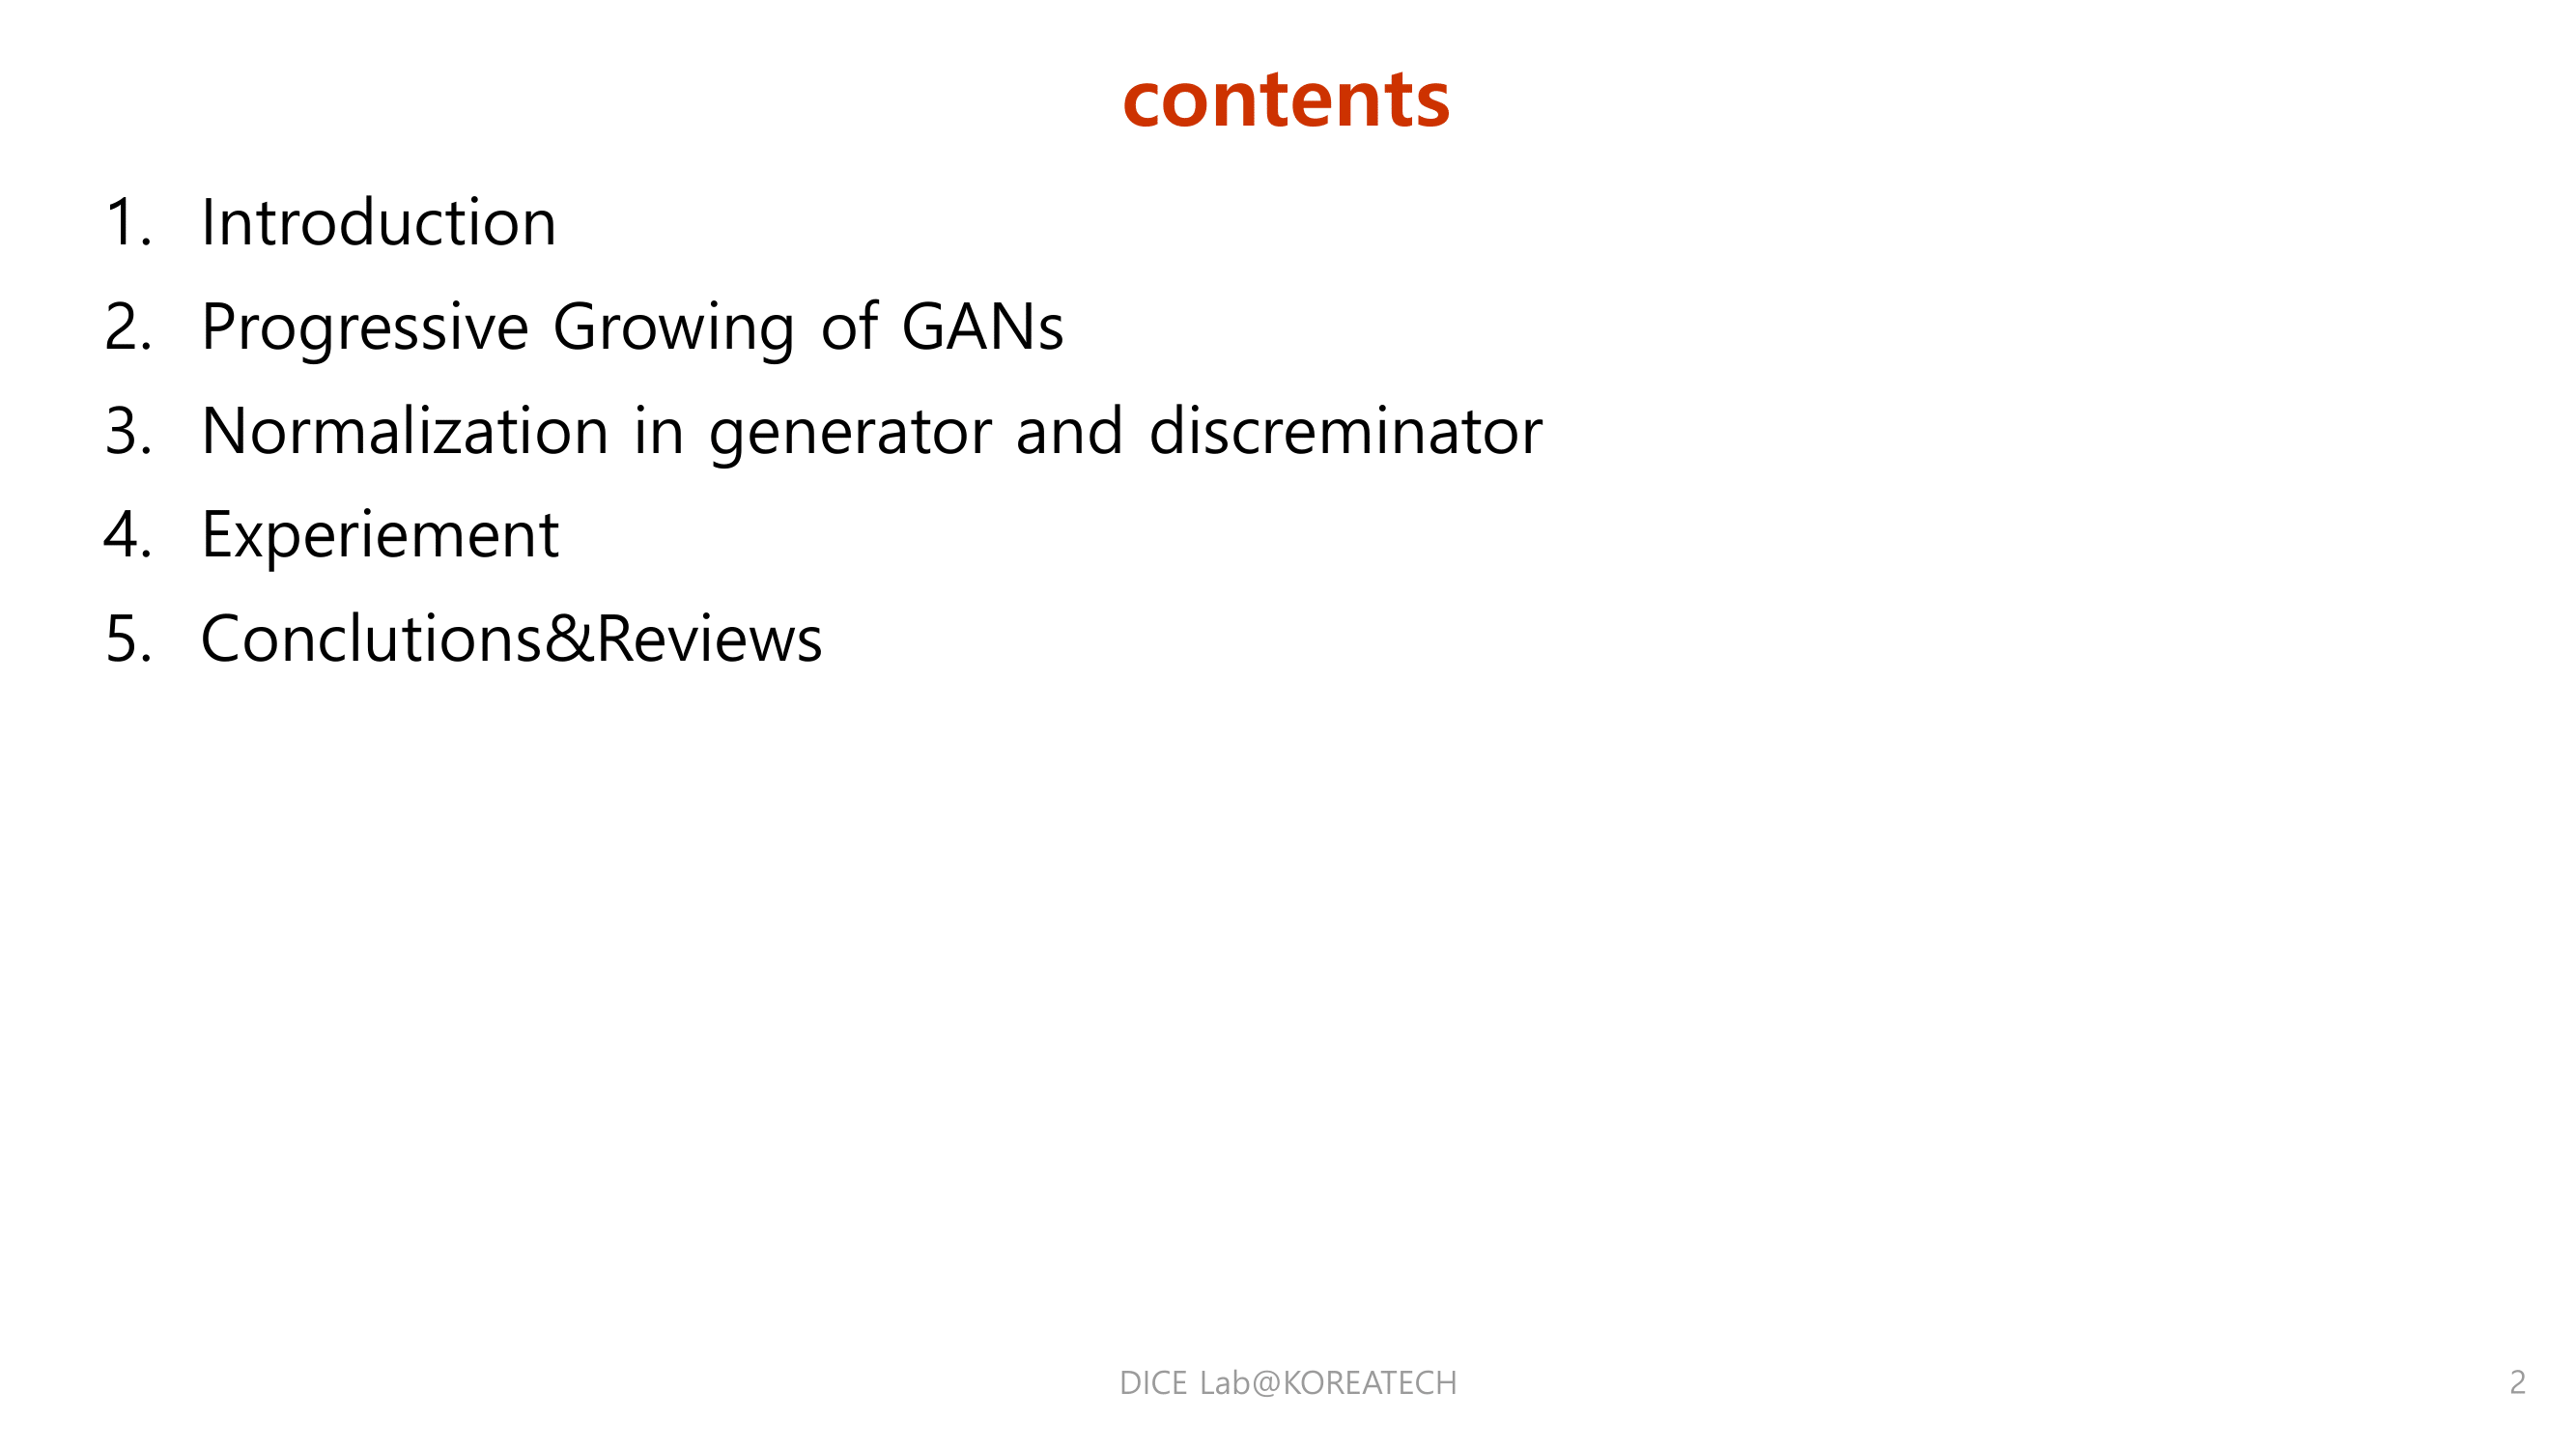 contents
1. Introduction
2. Progressive Growing of GANs
3. Normalization in generator and discreminator
4. Experiement
5. Conclutions&Reviews
DICE Lab@KOREATECH
2